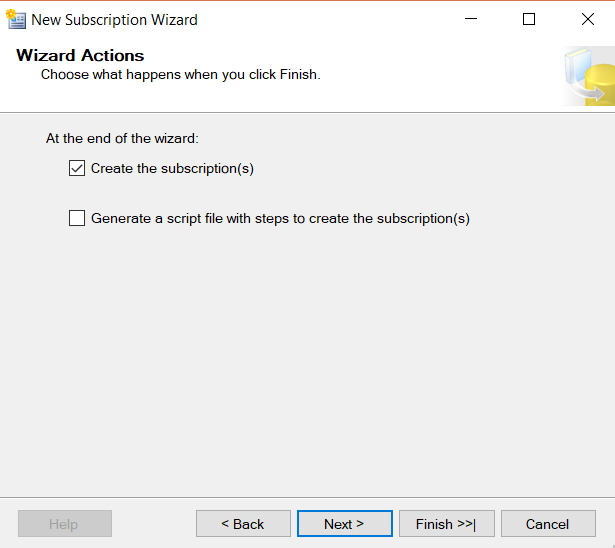 New Subscription Wizard
Wizard Actions
Choose what happens when you click Finish.
At the end of the wizard:
Create the subscription(s)
Generate a script file with steps to create the subscription(s)
Help
< Back
Next >
Finish >>|
Cancel